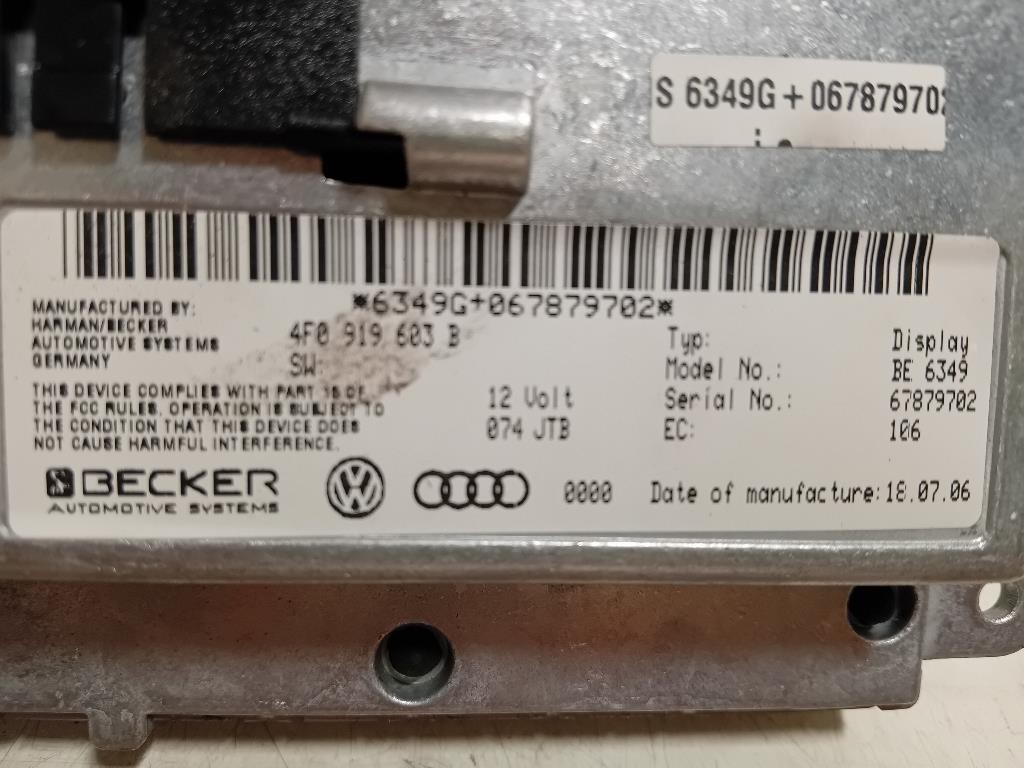 S 6349G+06787970
*6349G+067879702*
MANUFACTURED BY:
HARMAN/BECKER
AUTOMOTIVE SYSTEMS
GERMANY
4F0 919 603 B
SW:
THIS DEVICE COMPLIES WITH PART 15 OF
THE FCC RULES. OPERATION IS SUBJECT TO
THE CONDITION THAT THIS DEVICE DOES
NOT CAUSE HARMFUL INTERFERENCE.
12 Volt
074 JTB
Typ: Display
Model No.: BE 6349
Serial No.: 67879702
EC: 106
BECKER
AUTOMOTIVE SYSTEMS
0000
Date of manufacture:18.07.06